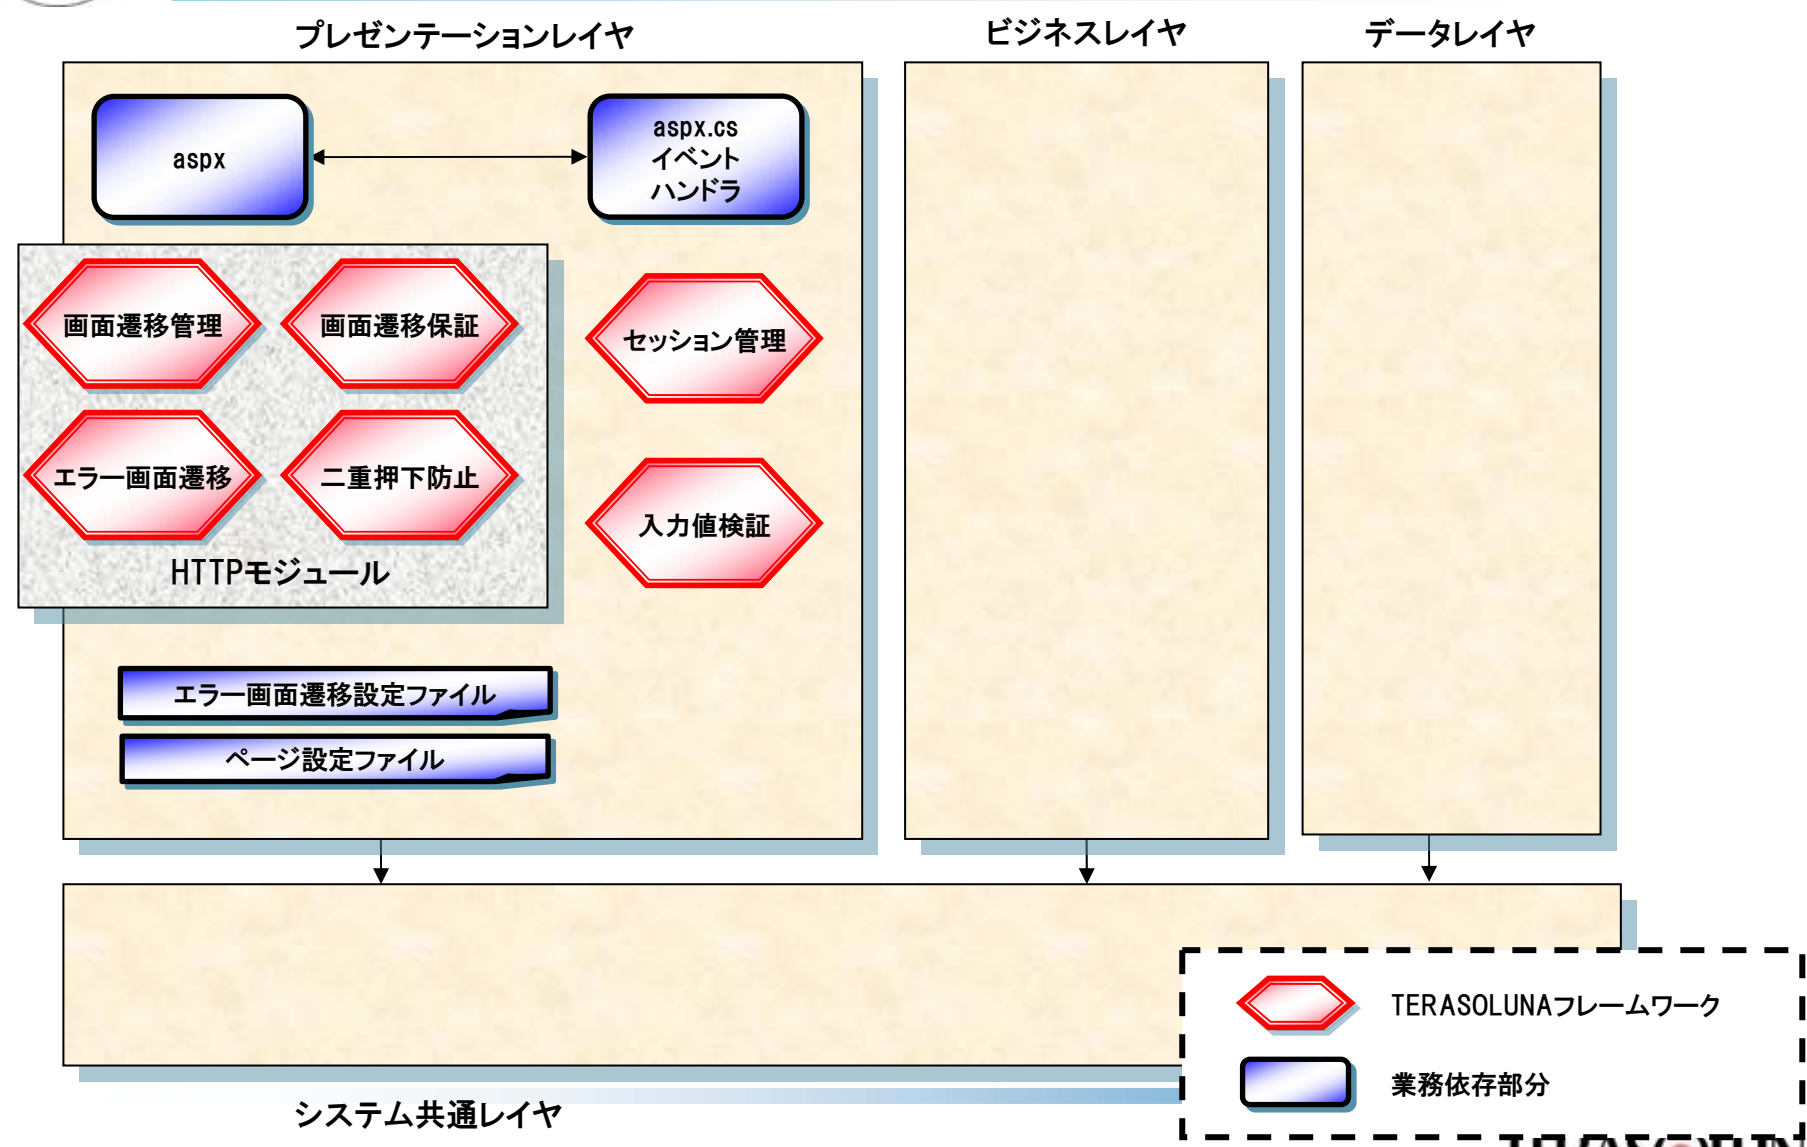 プレゼンテーションレイヤ
ビジネスレイヤ
データレイヤ
aspx
aspx.cs
イベント
ハンドラ
画面遷移管理
画面遷移保証
セッション管理
エラー画面遷移
二重押下防止
入力値検証
HTTPモジュール
エラー画面遷移設定ファイル
ページ設定ファイル
TERASOLUNAフレームワーク
業務依存部分
システム共通レイヤ